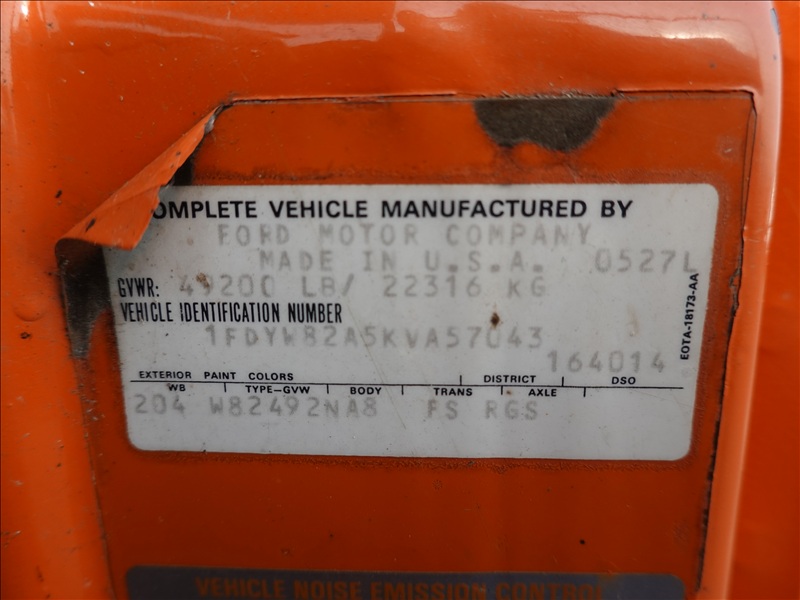 OMPLETE VEHICLE MANUFACTURED BY
FORD MOTOR COMPANY
MADE IN U.S.A. 0527L
GVWR: 49200 LB/ 22316 KG
VEHICLE IDENTIFICATION NUMBER
1FDYW82A5KVA57043
164014
EXTERIOR PAINT COLORS DISTRICT DSO
WB TYPE-GVW BODY TRANS AXLE
204 W82492NA8 FS RGS
EOTA-18173-AA
VEHICLE NOISE EMISSION CONTROL